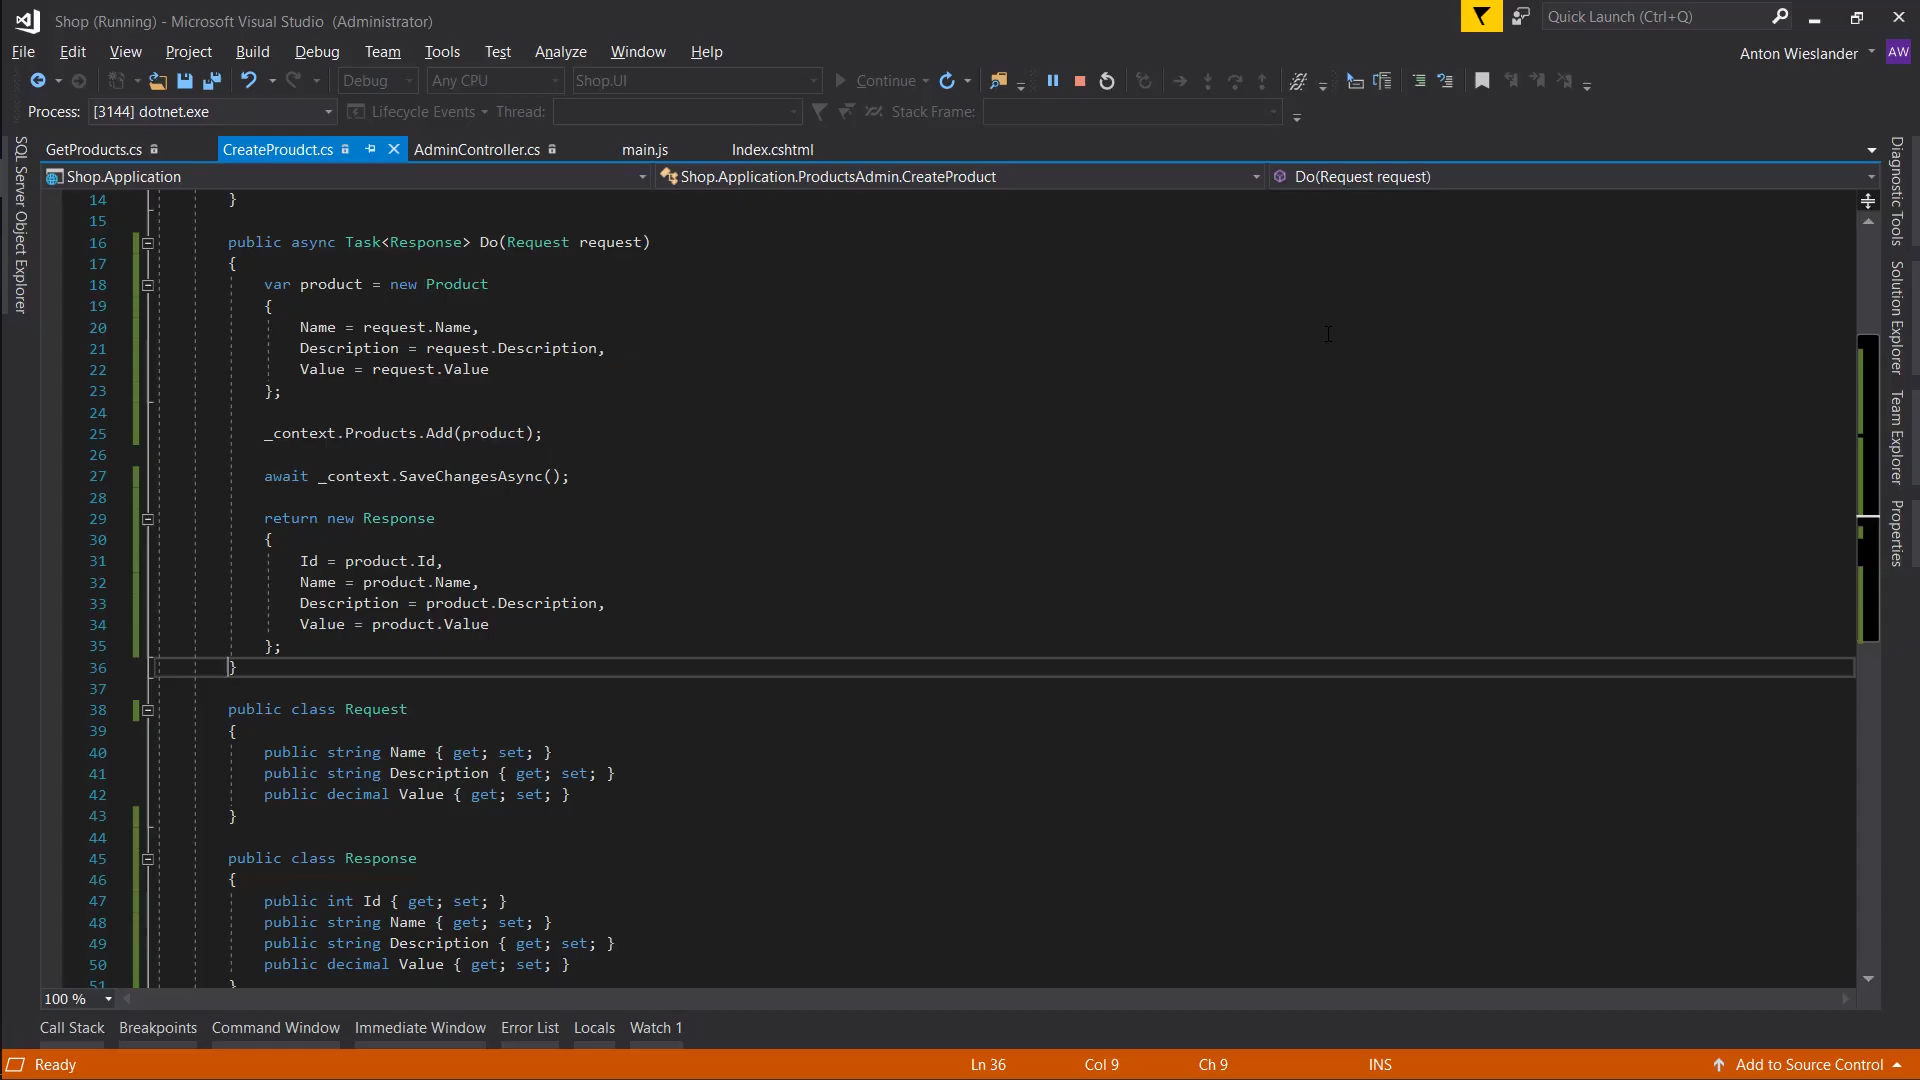 Shop (Running) - Microsoft Visual Studio (Administrator)
Quick Launch (Ctrl+Q)
File Edit View Project Build Debug Team Tools Test Analyze Window Help
Anton Wieslander AW
Debug Any CPU Shop.UI Continue
Process: [3144] dotnet.exe Lifecycle Events Thread: Stack Frame:
GetProducts.cs CreateProudct.cs AdminController.cs main.js Index.cshtml
Shop.Application Shop.Application.ProductsAdmin.CreateProduct Do(Request request)
SQL Server Object Explorer
14 }
15
16 public async Task<Response> Do(Request request)
17 {
18 var product = new Product
19 {
20 Name = request.Name,
21 Description = request.Description,
22 Value = request.Value
23 };
24
25 _context.Products.Add(product);
26
27 await _context.SaveChangesAsync();
28
29 return new Response
30 {
31 Id = product.Id,
32 Name = product.Name,
33 Description = product.Description,
34 Value = product.Value
35 };
36 }
37
38 public class Request
39 {
40 public string Name { get; set; }
41 public string Description { get; set; }
42 public decimal Value { get; set; }
43 }
44
45 public class Response
46 {
47 public int Id { get; set; }
48 public string Name { get; set; }
49 public string Description { get; set; }
50 public decimal Value { get; set; }
51 }
Diagnostic Tools
Solution Explorer
Team Explorer
Properties
100 %
Call Stack Breakpoints Command Window Immediate Window Error List Locals Watch 1
Ready Ln 36 Col 9 Ch 9 INS Add to Source Control